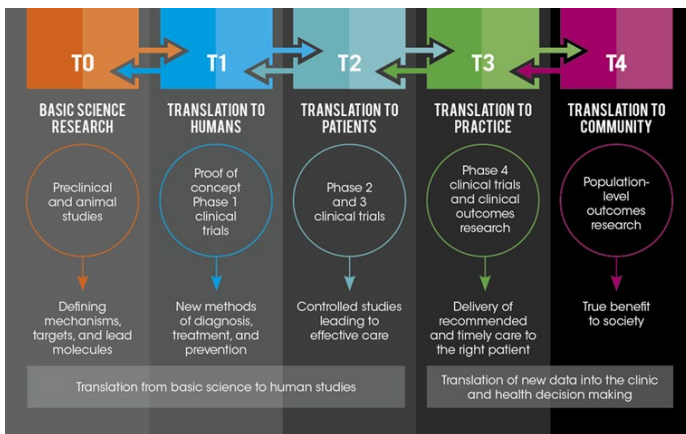 T0
T1
T2
T3
T4
BASIC SCIENCE
RESEARCH
TRANSLATION TO
HUMANS
TRANSLATION TO
PATIENTS
TRANSLATION TO
PRACTICE
TRANSLATION TO
COMMUNITY
Preclinical
and animal
studies
Proof of
concept
Phase 1
clinical
trials
Phase 2
and 3
clinical trials
Phase 4
clinical trials
and clinical
outcomes
research
Population-
level
outcomes
research
Defining
mechanisms,
targets, and lead
molecules
New methods
of diagnosis,
treatment, and
prevention
Controlled studies
leading to
effective care
Delivery of
recommended
and timely care to
the right patient
True benefit
to society
Translation from basic science to human studies
Translation of new data into the clinic
and health decision making